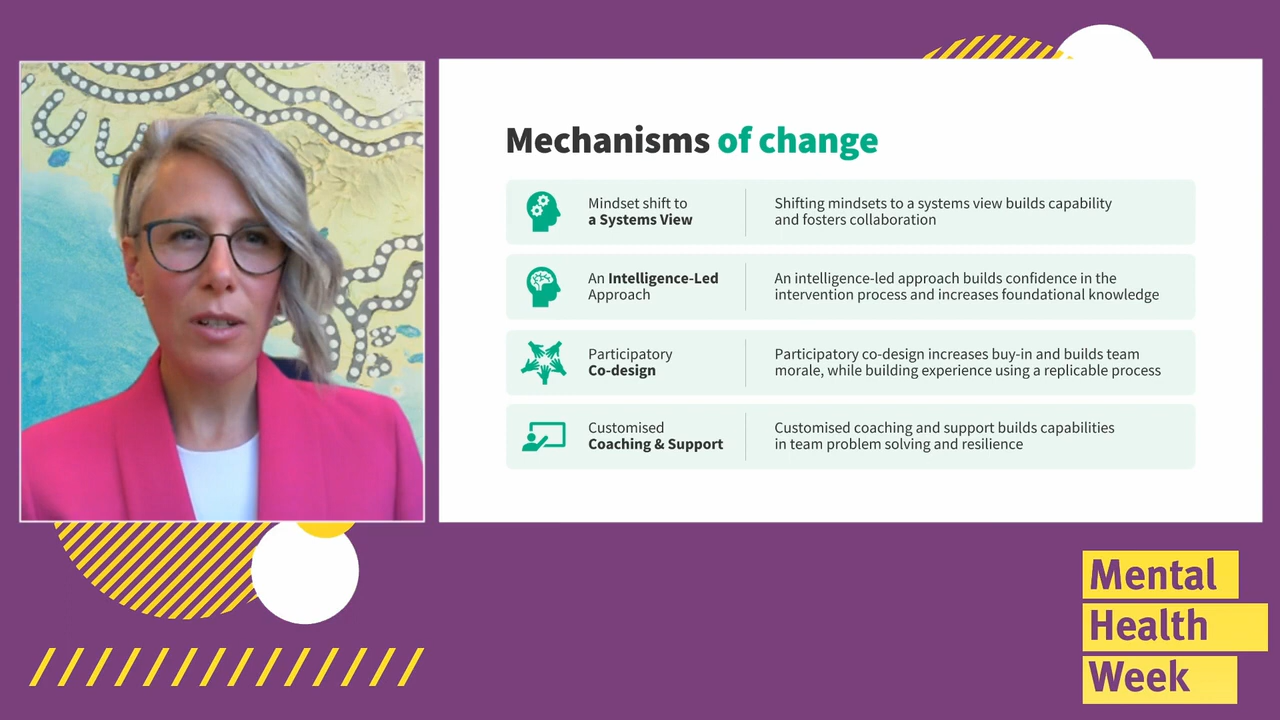 Mechanisms of change
Mindset shift to
a Systems View
Shifting mindsets to a systems view builds capability
and fosters collaboration
An Intelligence-Led
Approach
An intelligence-led approach builds confidence in the
intervention process and increases foundational knowledge
Participatory
Co-design
Participatory co-design increases buy-in and builds team
morale, while building experience using a replicable process
Customised
Coaching & Support
Customised coaching and support builds capabilities
in team problem solving and resilience
Mental
Health
Week